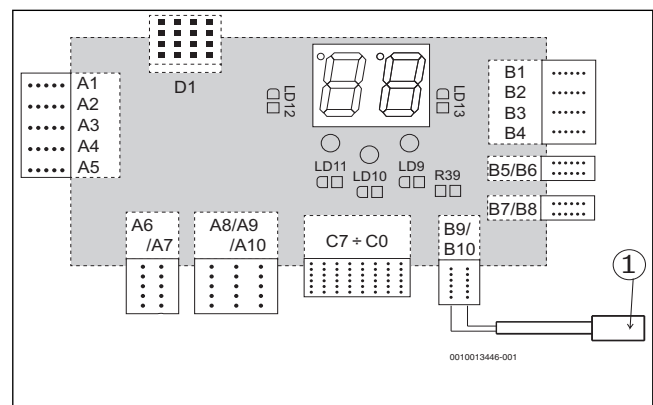 D1
A1
A2
A3
A4
A5
LD12
LD13
B1
B2
B3
B4
LD11
LD10
LD9
R39
B5/B6
B7/B8
A6
/A7
A8/A9
/A10
C7 ÷ C0
B9/
B10
1
0010013446-001